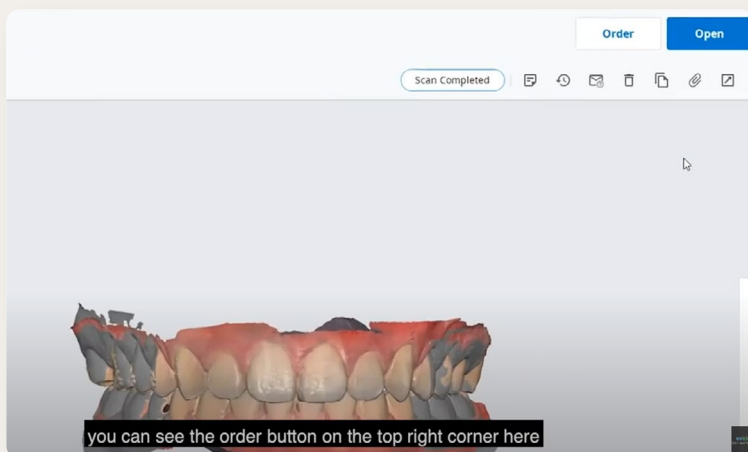 Order
Open
Scan Completed
you can see the order button on the top right corner here